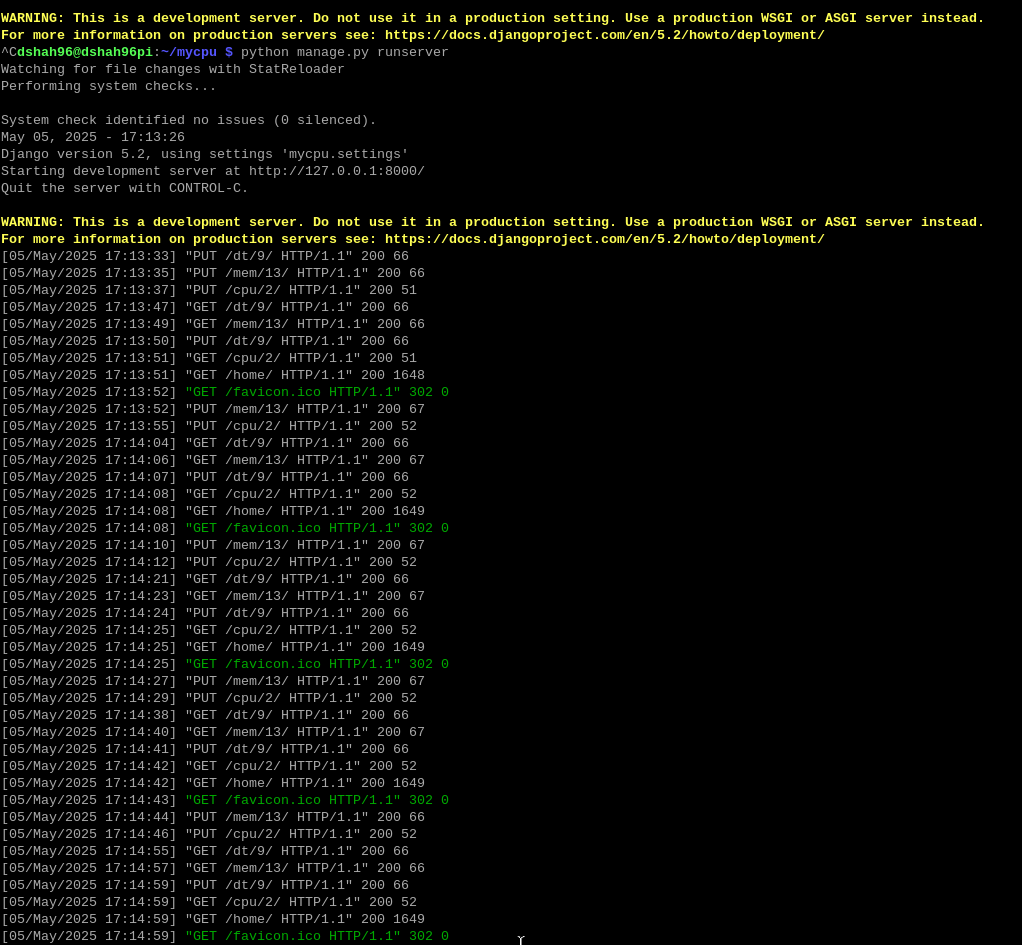 WARNING: This is a development server. Do not use it in a production setting. Use a production WSGI or ASGI server instead.
For more information on production servers see: https://docs.djangoproject.com/en/5.2/howto/deployment/
^Cdshah96@dshah96pi:~/mycpu $ python manage.py runserver
Watching for file changes with StatReloader
Performing system checks...

System check identified no issues (0 silenced).
May 05, 2025 - 17:13:26
Django version 5.2, using settings 'mycpu.settings'
Starting development server at http://127.0.0.1:8000/
Quit the server with CONTROL-C.

WARNING: This is a development server. Do not use it in a production setting. Use a production WSGI or ASGI server instead.
For more information on production servers see: https://docs.djangoproject.com/en/5.2/howto/deployment/
[05/May/2025 17:13:33] "PUT /dt/9/ HTTP/1.1" 200 66
[05/May/2025 17:13:35] "PUT /mem/13/ HTTP/1.1" 200 66
[05/May/2025 17:13:37] "PUT /cpu/2/ HTTP/1.1" 200 51
[05/May/2025 17:13:47] "GET /dt/9/ HTTP/1.1" 200 66
[05/May/2025 17:13:49] "GET /mem/13/ HTTP/1.1" 200 66
[05/May/2025 17:13:50] "PUT /dt/9/ HTTP/1.1" 200 66
[05/May/2025 17:13:51] "GET /cpu/2/ HTTP/1.1" 200 51
[05/May/2025 17:13:51] "GET /home/ HTTP/1.1" 200 1648
[05/May/2025 17:13:52] "GET /favicon.ico HTTP/1.1" 302 0
[05/May/2025 17:13:52] "PUT /mem/13/ HTTP/1.1" 200 67
[05/May/2025 17:13:55] "PUT /cpu/2/ HTTP/1.1" 200 52
[05/May/2025 17:14:04] "GET /dt/9/ HTTP/1.1" 200 66
[05/May/2025 17:14:06] "GET /mem/13/ HTTP/1.1" 200 67
[05/May/2025 17:14:07] "PUT /dt/9/ HTTP/1.1" 200 66
[05/May/2025 17:14:08] "GET /cpu/2/ HTTP/1.1" 200 52
[05/May/2025 17:14:08] "GET /home/ HTTP/1.1" 200 1649
[05/May/2025 17:14:08] "GET /favicon.ico HTTP/1.1" 302 0
[05/May/2025 17:14:10] "PUT /mem/13/ HTTP/1.1" 200 67
[05/May/2025 17:14:12] "PUT /cpu/2/ HTTP/1.1" 200 52
[05/May/2025 17:14:21] "GET /dt/9/ HTTP/1.1" 200 66
[05/May/2025 17:14:23] "GET /mem/13/ HTTP/1.1" 200 67
[05/May/2025 17:14:24] "PUT /dt/9/ HTTP/1.1" 200 66
[05/May/2025 17:14:25] "GET /cpu/2/ HTTP/1.1" 200 52
[05/May/2025 17:14:25] "GET /home/ HTTP/1.1" 200 1649
[05/May/2025 17:14:25] "GET /favicon.ico HTTP/1.1" 302 0
[05/May/2025 17:14:27] "PUT /mem/13/ HTTP/1.1" 200 67
[05/May/2025 17:14:29] "PUT /cpu/2/ HTTP/1.1" 200 52
[05/May/2025 17:14:38] "GET /dt/9/ HTTP/1.1" 200 66
[05/May/2025 17:14:40] "GET /mem/13/ HTTP/1.1" 200 67
[05/May/2025 17:14:41] "PUT /dt/9/ HTTP/1.1" 200 66
[05/May/2025 17:14:42] "GET /cpu/2/ HTTP/1.1" 200 52
[05/May/2025 17:14:42] "GET /home/ HTTP/1.1" 200 1649
[05/May/2025 17:14:43] "GET /favicon.ico HTTP/1.1" 302 0
[05/May/2025 17:14:44] "PUT /mem/13/ HTTP/1.1" 200 66
[05/May/2025 17:14:46] "PUT /cpu/2/ HTTP/1.1" 200 52
[05/May/2025 17:14:55] "GET /dt/9/ HTTP/1.1" 200 66
[05/May/2025 17:14:57] "GET /mem/13/ HTTP/1.1" 200 66
[05/May/2025 17:14:59] "PUT /dt/9/ HTTP/1.1" 200 66
[05/May/2025 17:14:59] "GET /cpu/2/ HTTP/1.1" 200 52
[05/May/2025 17:14:59] "GET /home/ HTTP/1.1" 200 1649
[05/May/2025 17:14:59] "GET /favicon.ico HTTP/1.1" 302 0